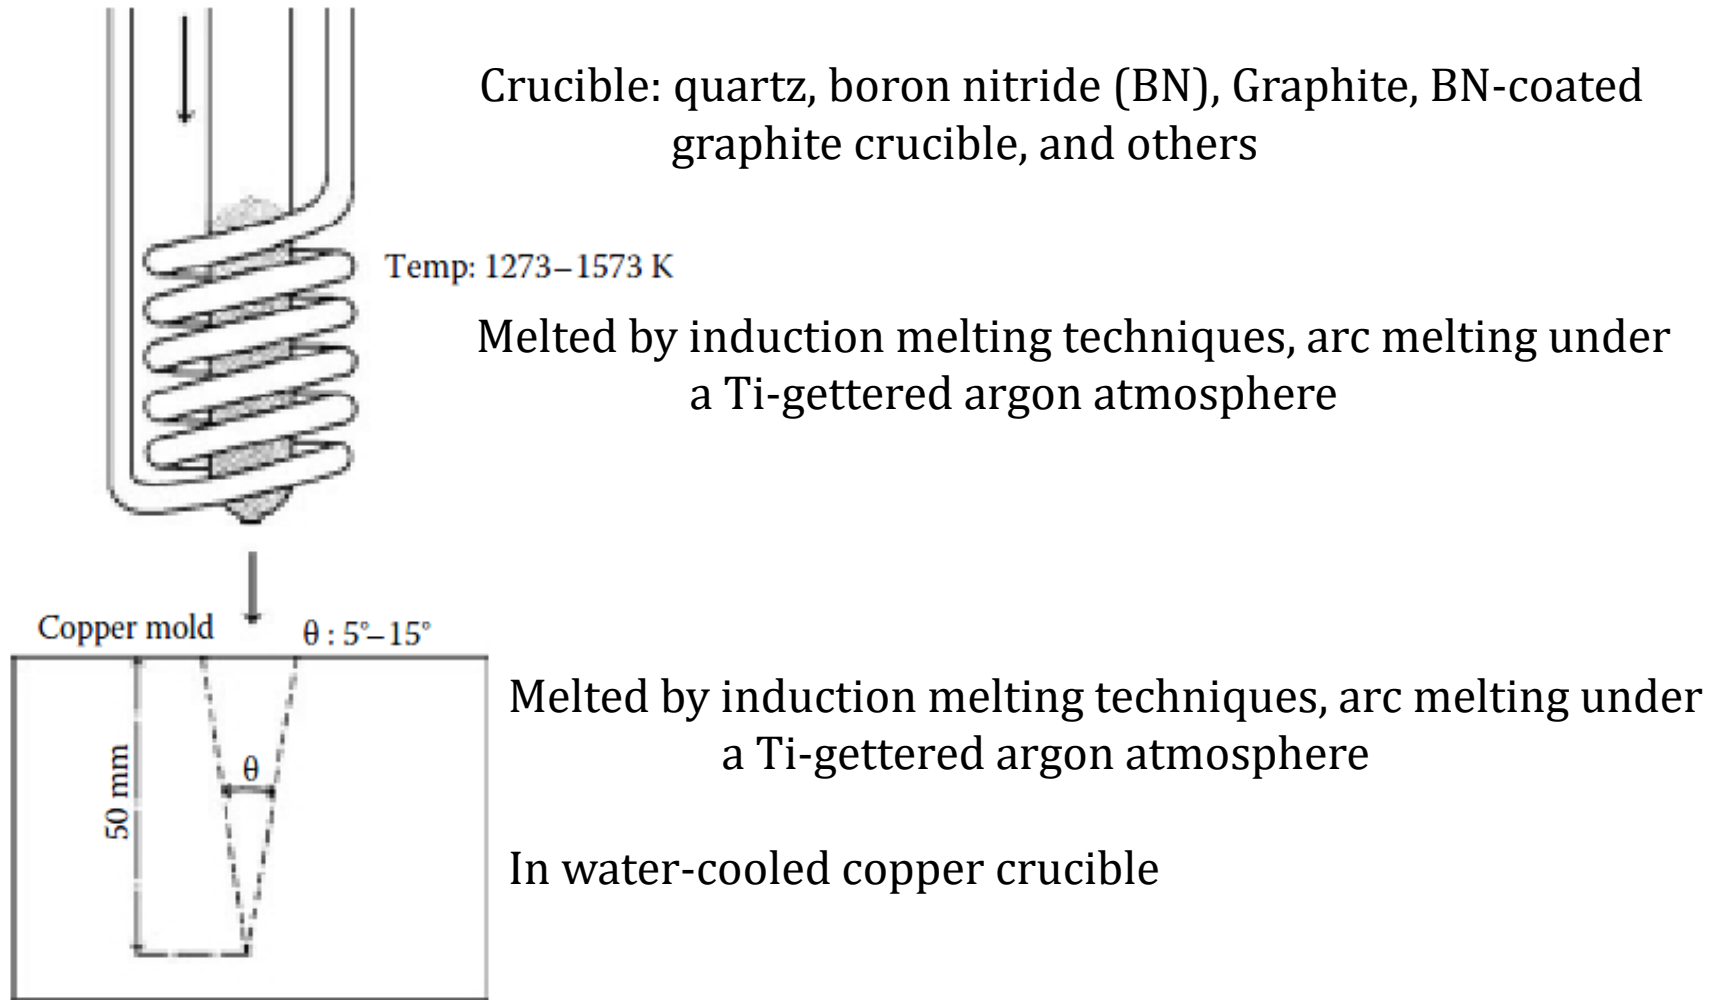 Crucible: quartz, boron nitride (BN), Graphite, BN-coated
graphite crucible, and others
Temp: 1273–1573 K
Melted by induction melting techniques, arc melting under
a Ti-gettered argon atmosphere
Copper mold
θ : 5°–15°
Melted by induction melting techniques, arc melting under
a Ti-gettered argon atmosphere
θ
50 mm
In water-cooled copper crucible